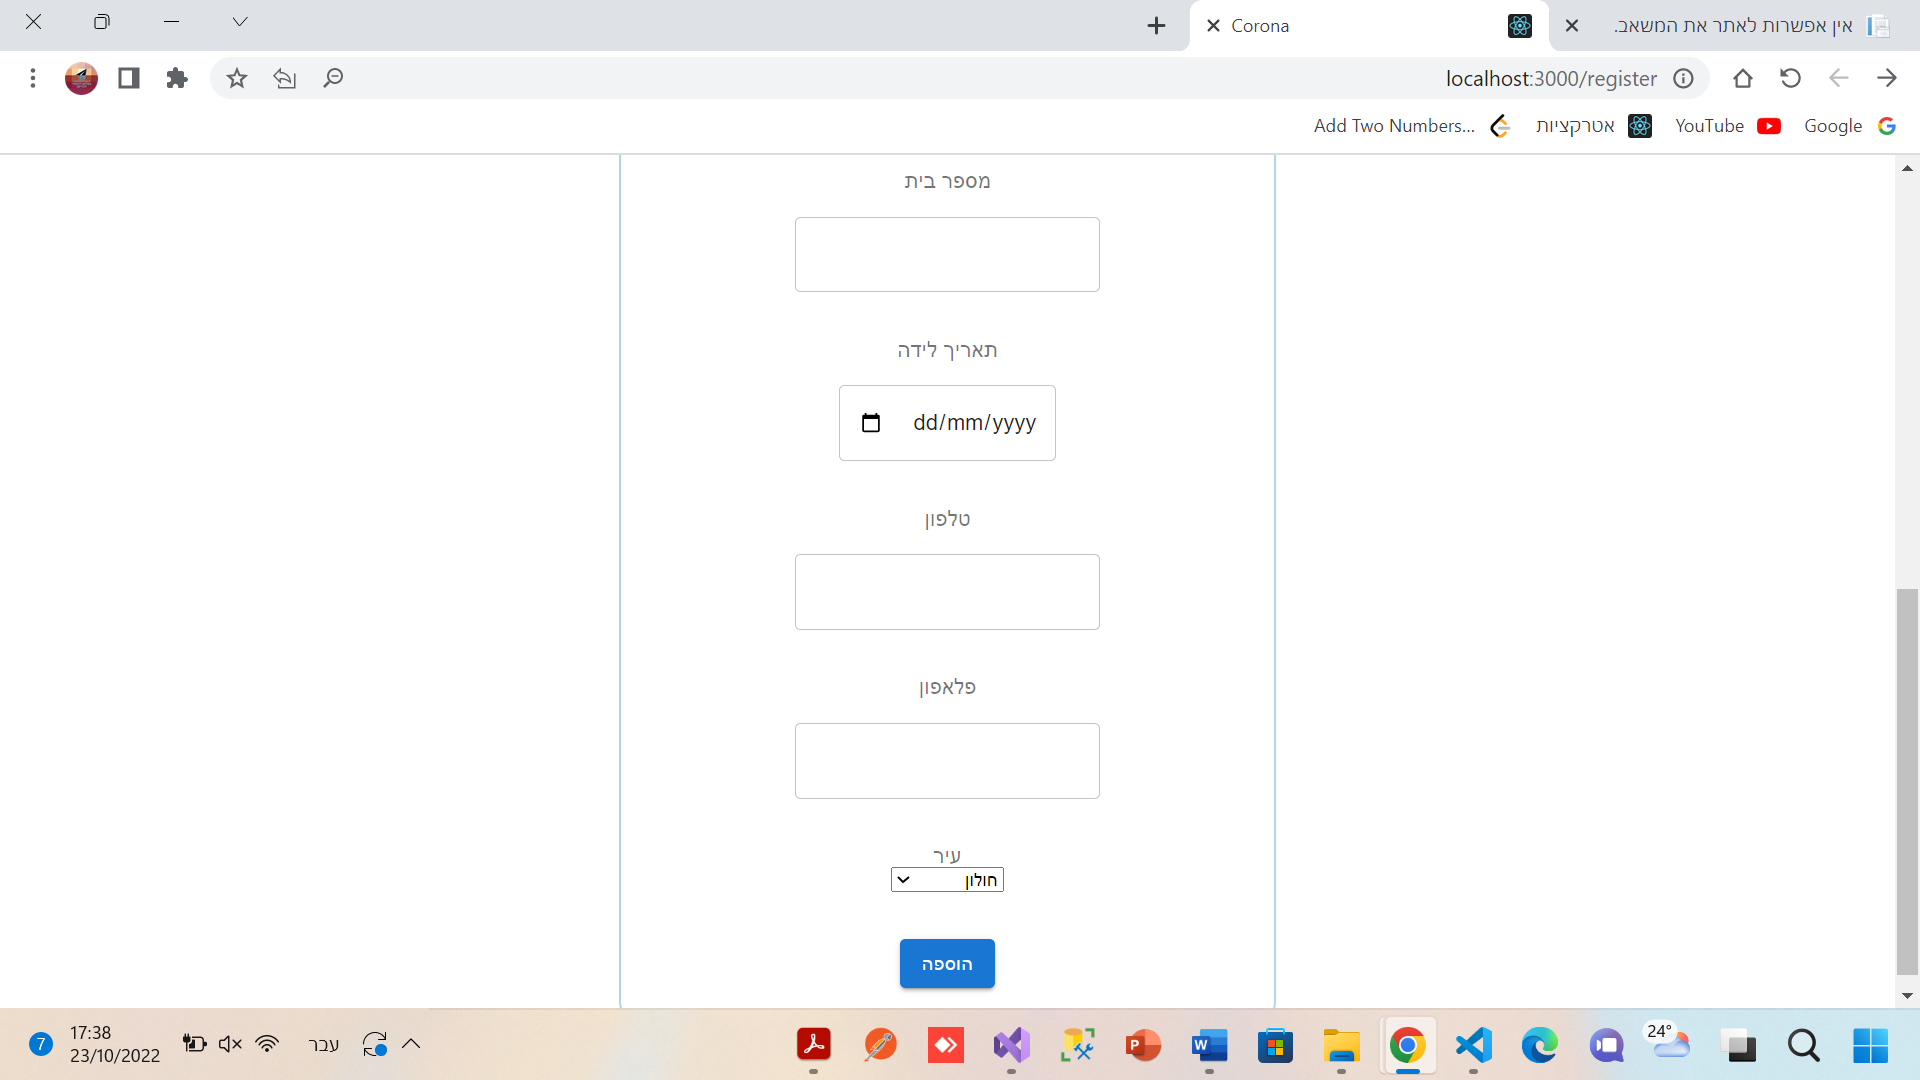 אין אפשרות לאתר את המשאב.
Corona
localhost:3000/register
Google
YouTube
אטרקציות
Add Two Numbers...
מספר בית
תאריך לידה
dd/mm/yyyy
טלפון
פלאפון
עיר
חולון
הוספה
24°
עבר
17:38
23/10/2022
7